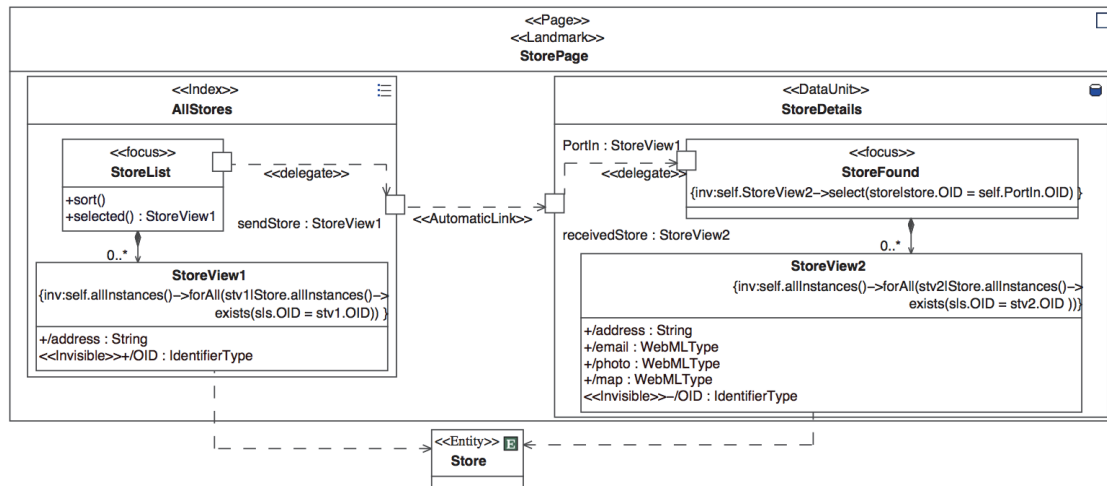 <<Page>>
<<Landmark>>
StorePage
<<Index>>
AllStores
<<focus>>
StoreList
+sort()
+selected() : StoreView1
<<delegate>>
sendStore : StoreView1
0..*
StoreView1
{inv:self.allInstances()->forAll(stv1|Store.allInstances()->
exists(sls.OID = stv1.OID)) }
+/address : String
<<Invisible>>+/OID : IdentifierType
<<AutomaticLink>>
<<DataUnit>>
StoreDetails
PortIn : StoreView1
<<delegate>>
<<focus>>
StoreFound
{inv:self.StoreView2->select(store|store.OID = self.PortIn.OID) }
receivedStore : StoreView2
0..*
StoreView2
{inv:self.allInstances()->forAll(stv2|Store.allInstances()->
exists(sls.OID = stv2.OID ))}
+/address : String
+/email : WebMLType
+/photo : WebMLType
+/map : WebMLType
<<Invisible>>–/OID : IdentifierType
<<Entity>> E
Store